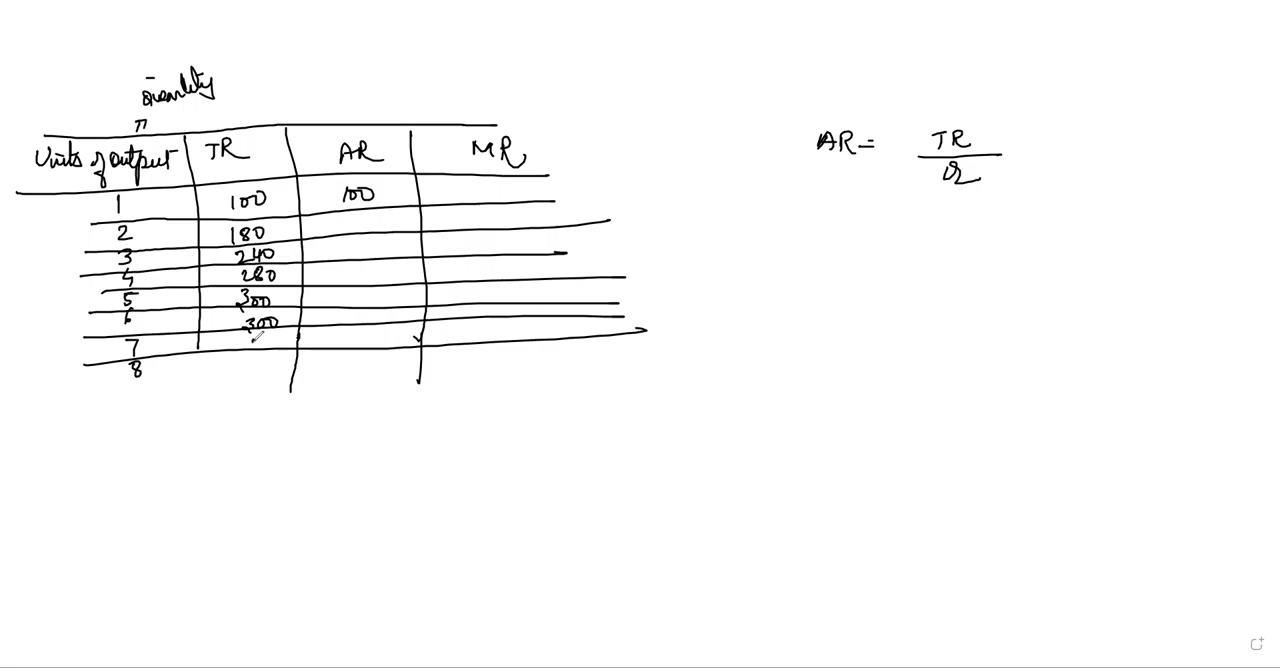 Quantity
Units of output TR AR MR
1 100 100
2 180
3 240
4 280
5 300
6 300
7
8
AR = TR
Q